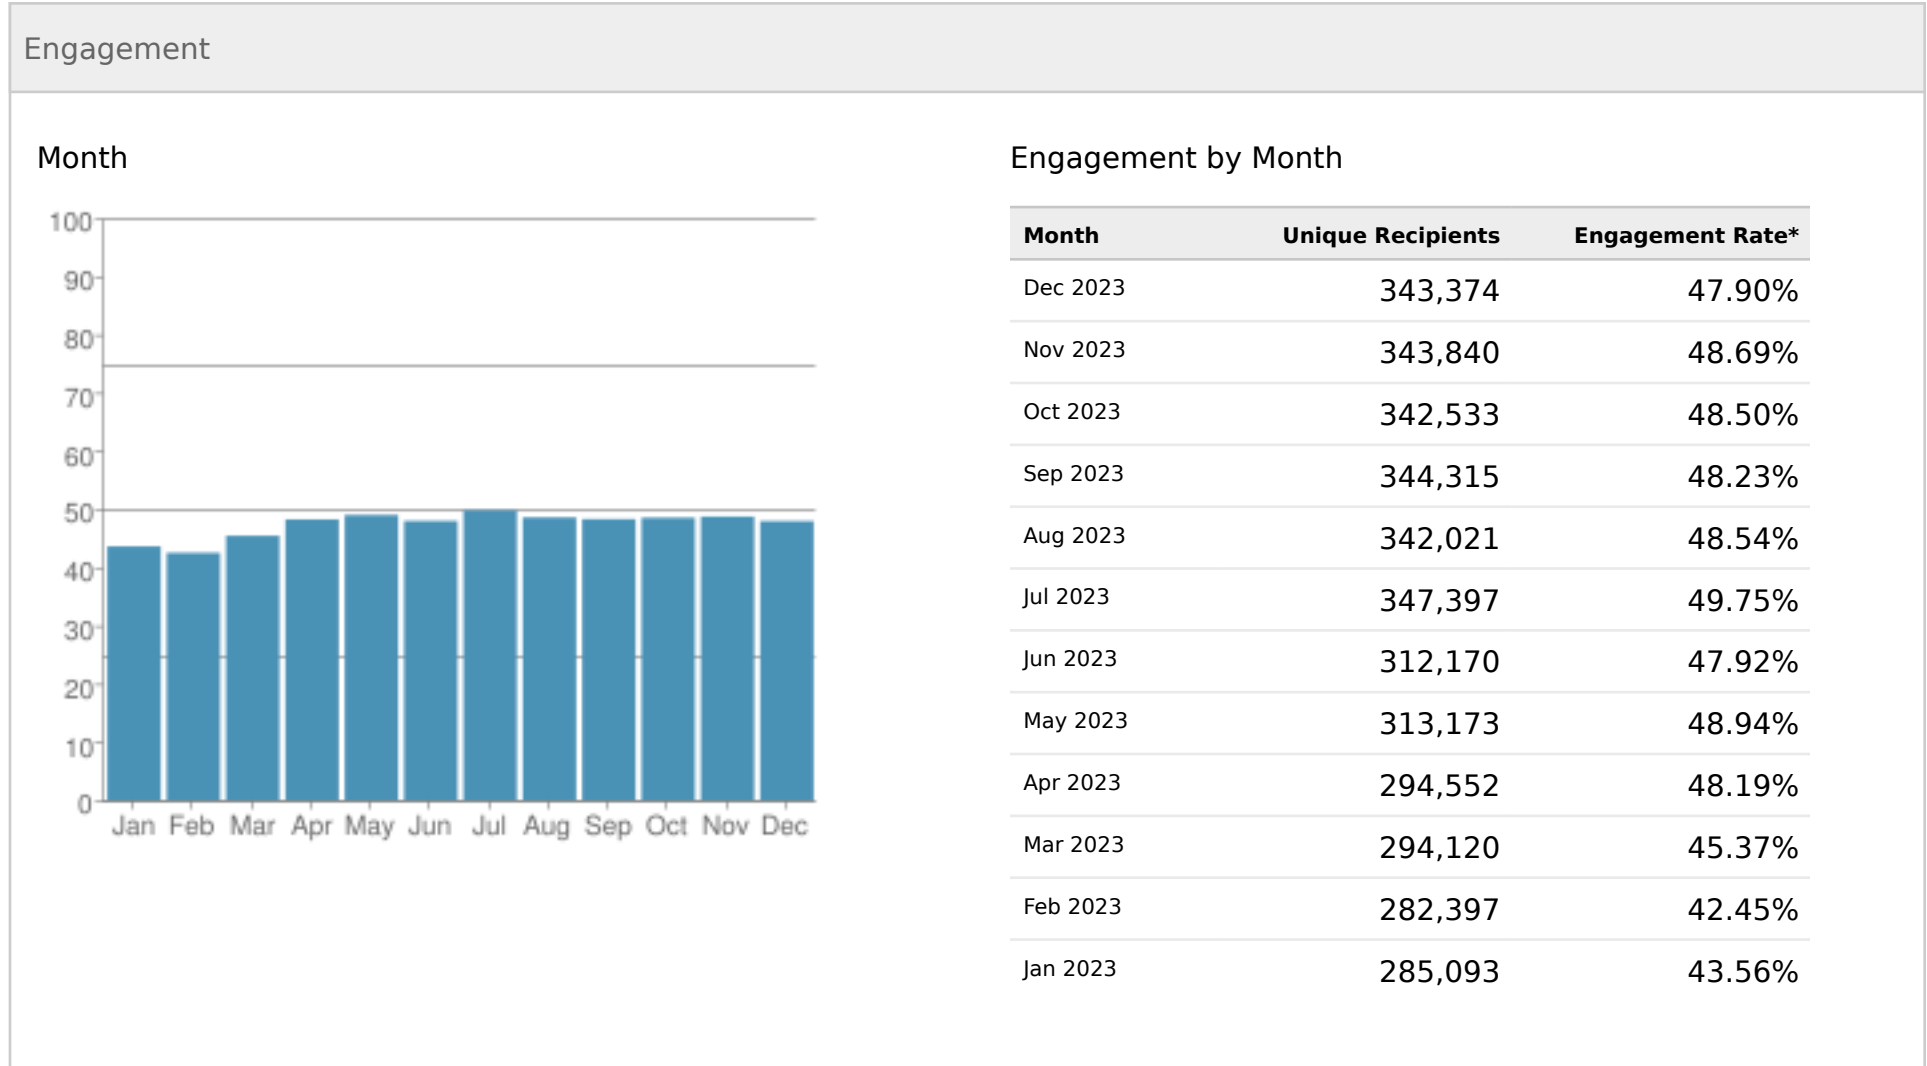 Engagement
Month
100
90
80
70
60
50
40
30
20
10
0
Jan Feb Mar Apr May Jun Jul Aug Sep Oct Nov Dec
Engagement by Month
Month Unique Recipients Engagement Rate*
Dec 2023 343,374 47.90%
Nov 2023 343,840 48.69%
Oct 2023 342,533 48.50%
Sep 2023 344,315 48.23%
Aug 2023 342,021 48.54%
Jul 2023 347,397 49.75%
Jun 2023 312,170 47.92%
May 2023 313,173 48.94%
Apr 2023 294,552 48.19%
Mar 2023 294,120 45.37%
Feb 2023 282,397 42.45%
Jan 2023 285,093 43.56%